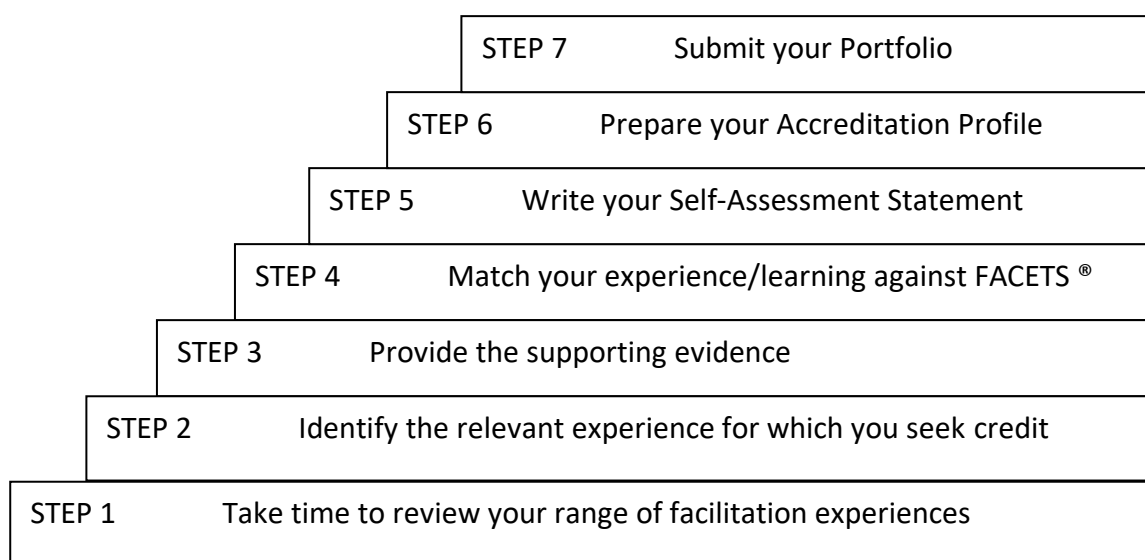 STEP 7 Submit your Portfolio
STEP 6 Prepare your Accreditation Profile
STEP 5 Write your Self-Assessment Statement
STEP 4 Match your experience/learning against FACETS ®
STEP 3 Provide the supporting evidence
STEP 2 Identify the relevant experience for which you seek credit
STEP 1 Take time to review your range of facilitation experiences